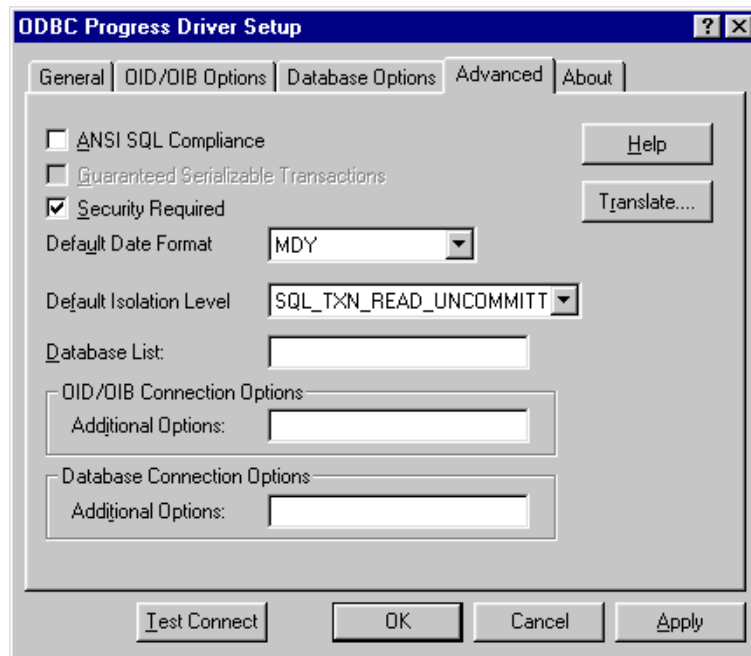 ODBC Progress Driver Setup
General OID/OIB Options Database Options Advanced About
ANSI SQL Compliance
Help
Guaranteed Serializable Transactions
Security Required
Translate....
Default Date Format MDY
Default Isolation Level SQL_TXN_READ_UNCOMMITT
Database List:
OID/OIB Connection Options
Additional Options:
Database Connection Options
Additional Options:
Test Connect OK Cancel Apply